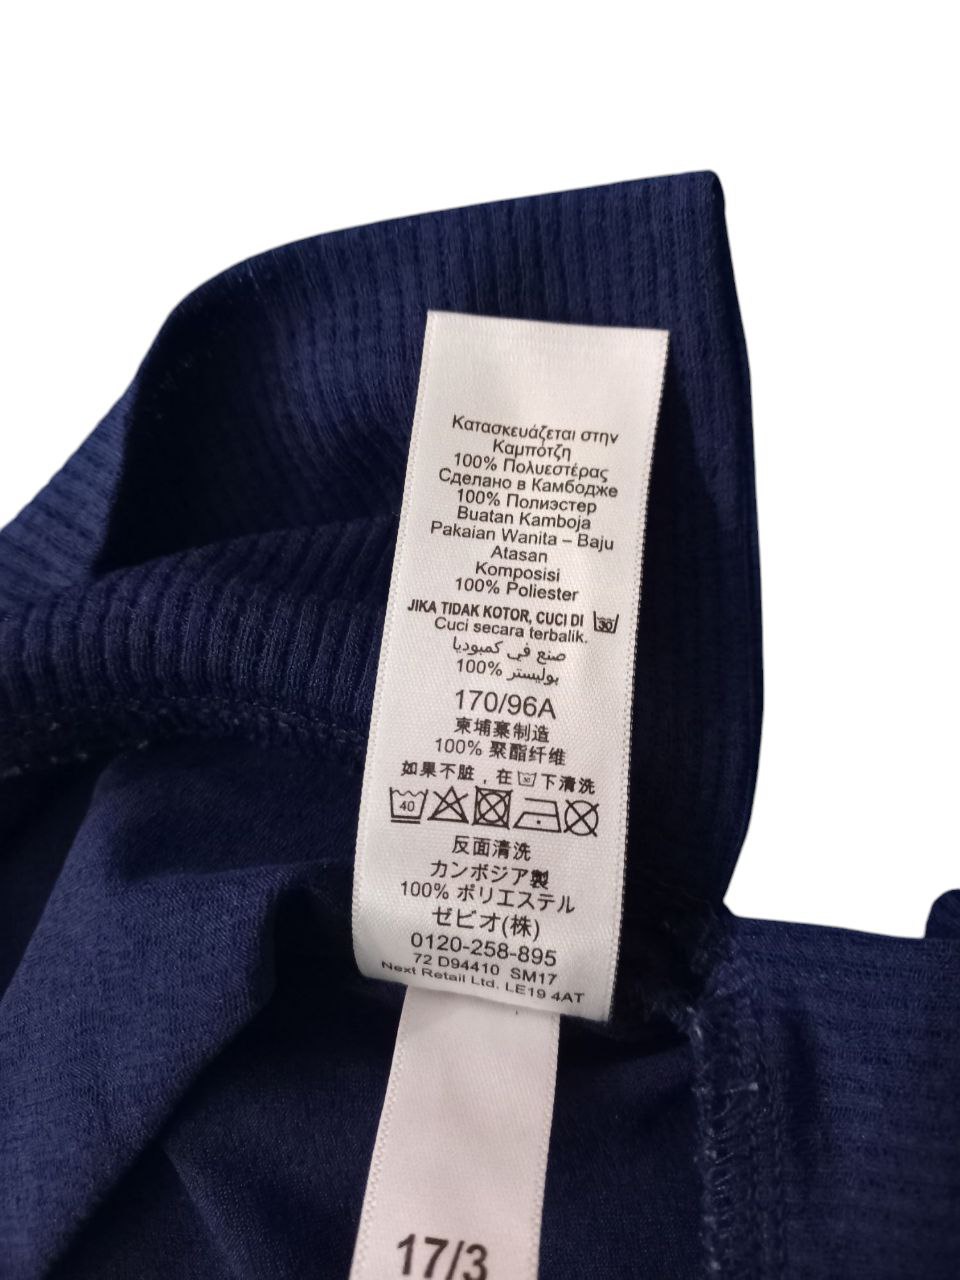 Κατασκευάζεται στην
Καμπότζη
100% Πολυεστέρας
Сделано в Камбодже
100% Полиэстер
Buatan Kamboja
Pakaian Wanita – Baju
Atasan
Komposisi
100% Poliester
JIKA TIDAK KOTOR, CUCI DI 30
Cuci secara terbalik.
صنع في كمبوديا
100% بوليستر
170/96A
柬埔寨制造
100% 聚酯纤维
如果不脏，在30下清洗
40
反面清洗
カンボジア製
100% ポリエステル
ゼビオ(株)
0120-258-895
72 D94410 SM17
Next Retail Ltd. LE19 4AT
17/3